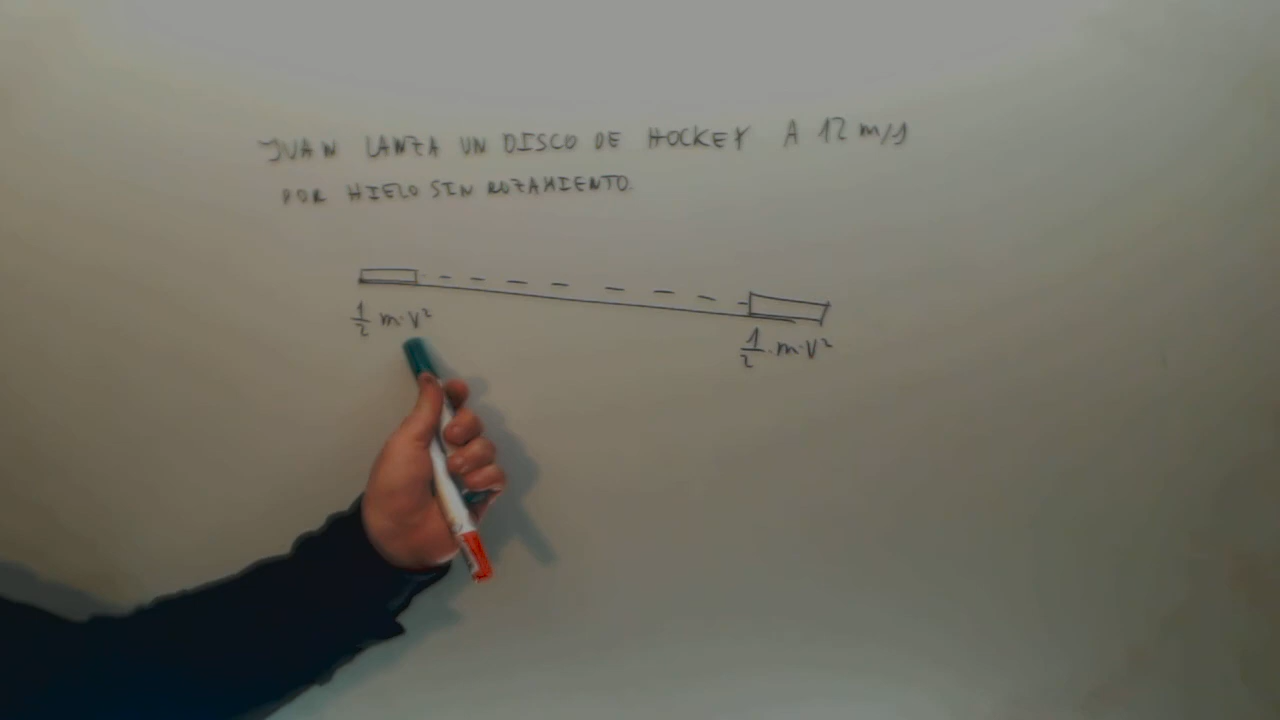 JUAN LANZA UN DISCO DE HOCKEY A 12 m/s
POR HIELO SIN ROZAMIENTO.
1/2 m·v²
1/2 ·m·v²